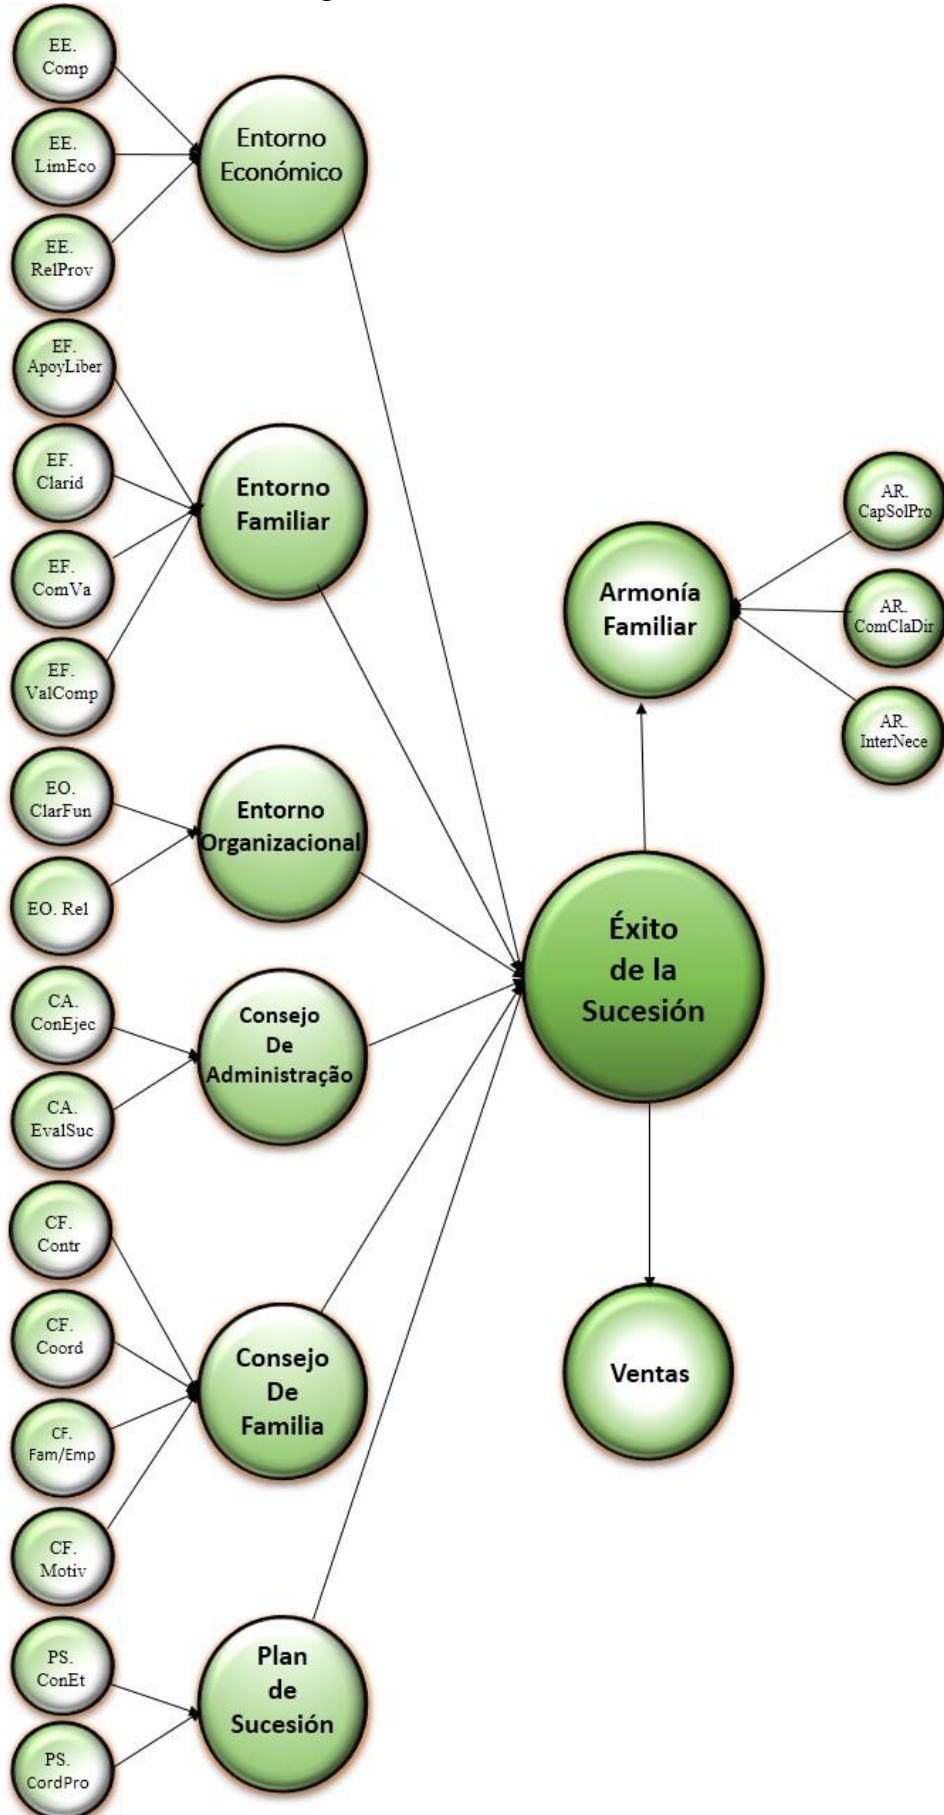 EE.
Comp
EE.
LimEco
EE.
RelProv
Entorno
Económico
EF.
ApoyLiber
EF.
Clarid
EF.
ComVa
EF.
ValComp
Entorno
Familiar
EO.
ClarFun
EO. Rel
Entorno
Organizacional
CA.
ConEjec
CA.
EvalSuc
Consejo
De
Administração
CF.
Contr
CF.
Coord
CF.
Fam/Emp
CF.
Motiv
Consejo
De
Familia
PS.
ConEt
PS.
CordPro
Plan
de
Sucesión
Éxito
de la
Sucesión
Armonía
Familiar
AR.
CapSolPro
AR.
ComClaDir
AR.
InterNece
Ventas